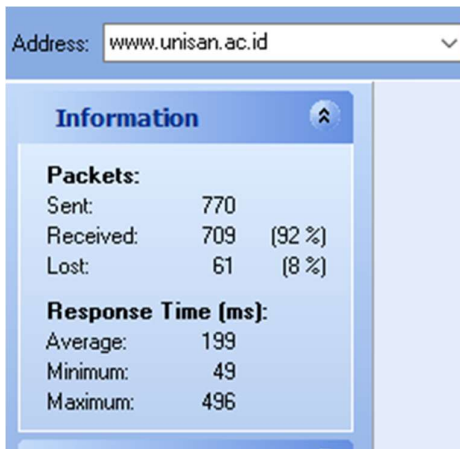 Address: www.unisan.ac.id
Information
Packets:
Sent: 770
Received: 709 (92 %)
Lost: 61 (8 %)
Response Time (ms):
Average: 199
Minimum: 49
Maximum: 496